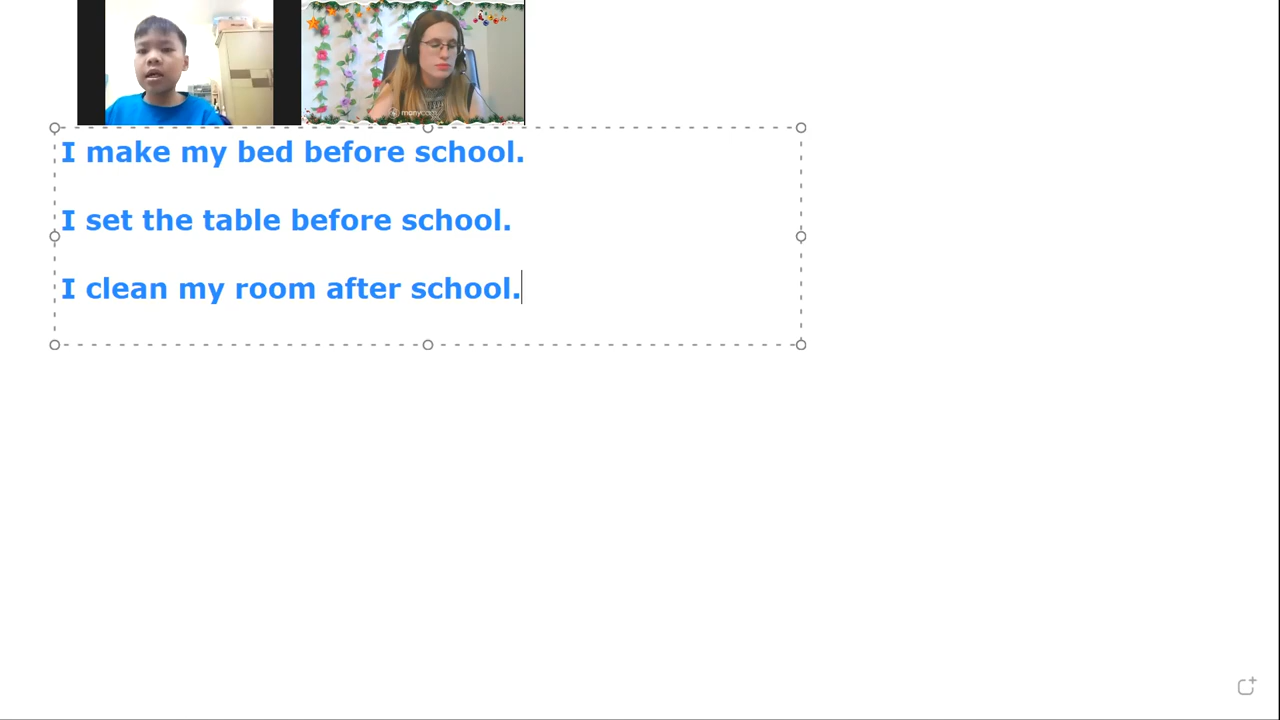 I make my bed before school.
I set the table before school.
I clean my room after school.